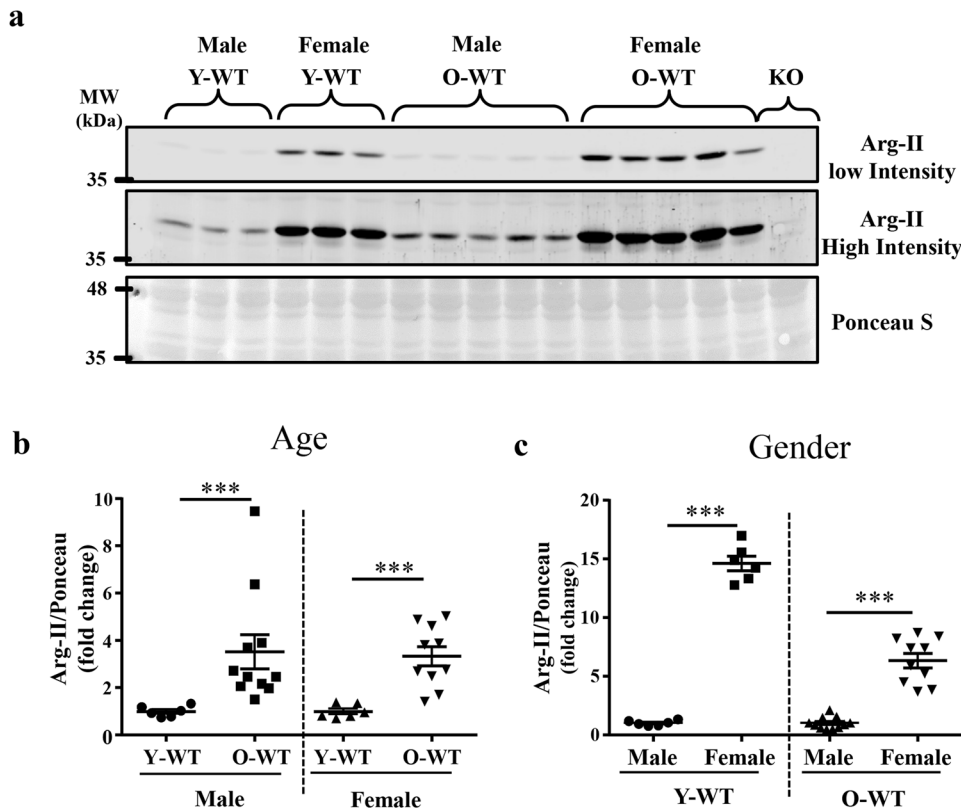 a
Male Female Male Female
Y-WT Y-WT O-WT O-WT KO
MW
(kDa)
35
Arg-II
low Intensity
35
Arg-II
High Intensity
48
35
Ponceau S
b
Age
Arg-II/Ponceau
(fold change)
10
8
6
4
2
0
***
***
Y-WT O-WT Y-WT O-WT
Male Female
c
Gender
Arg-II/Ponceau
(fold change)
20
15
10
5
0
***
***
Male Female Male Female
Y-WT O-WT